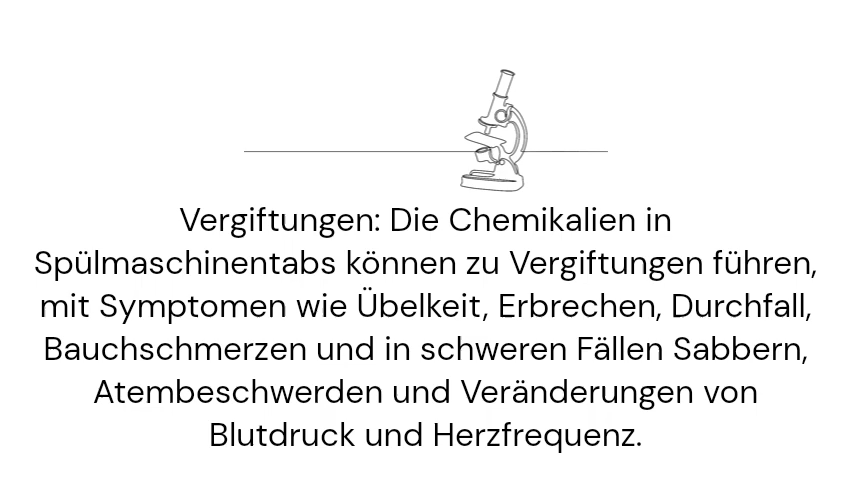 Vergiftungen: Die Chemikalien in
Spülmaschinentabs können zu Vergiftungen führen,
mit Symptomen wie Übelkeit, Erbrechen, Durchfall,
Bauchschmerzen und in schweren Fällen Sabbern,
Atembeschwerden und Veränderungen von
Blutdruck und Herzfrequenz.